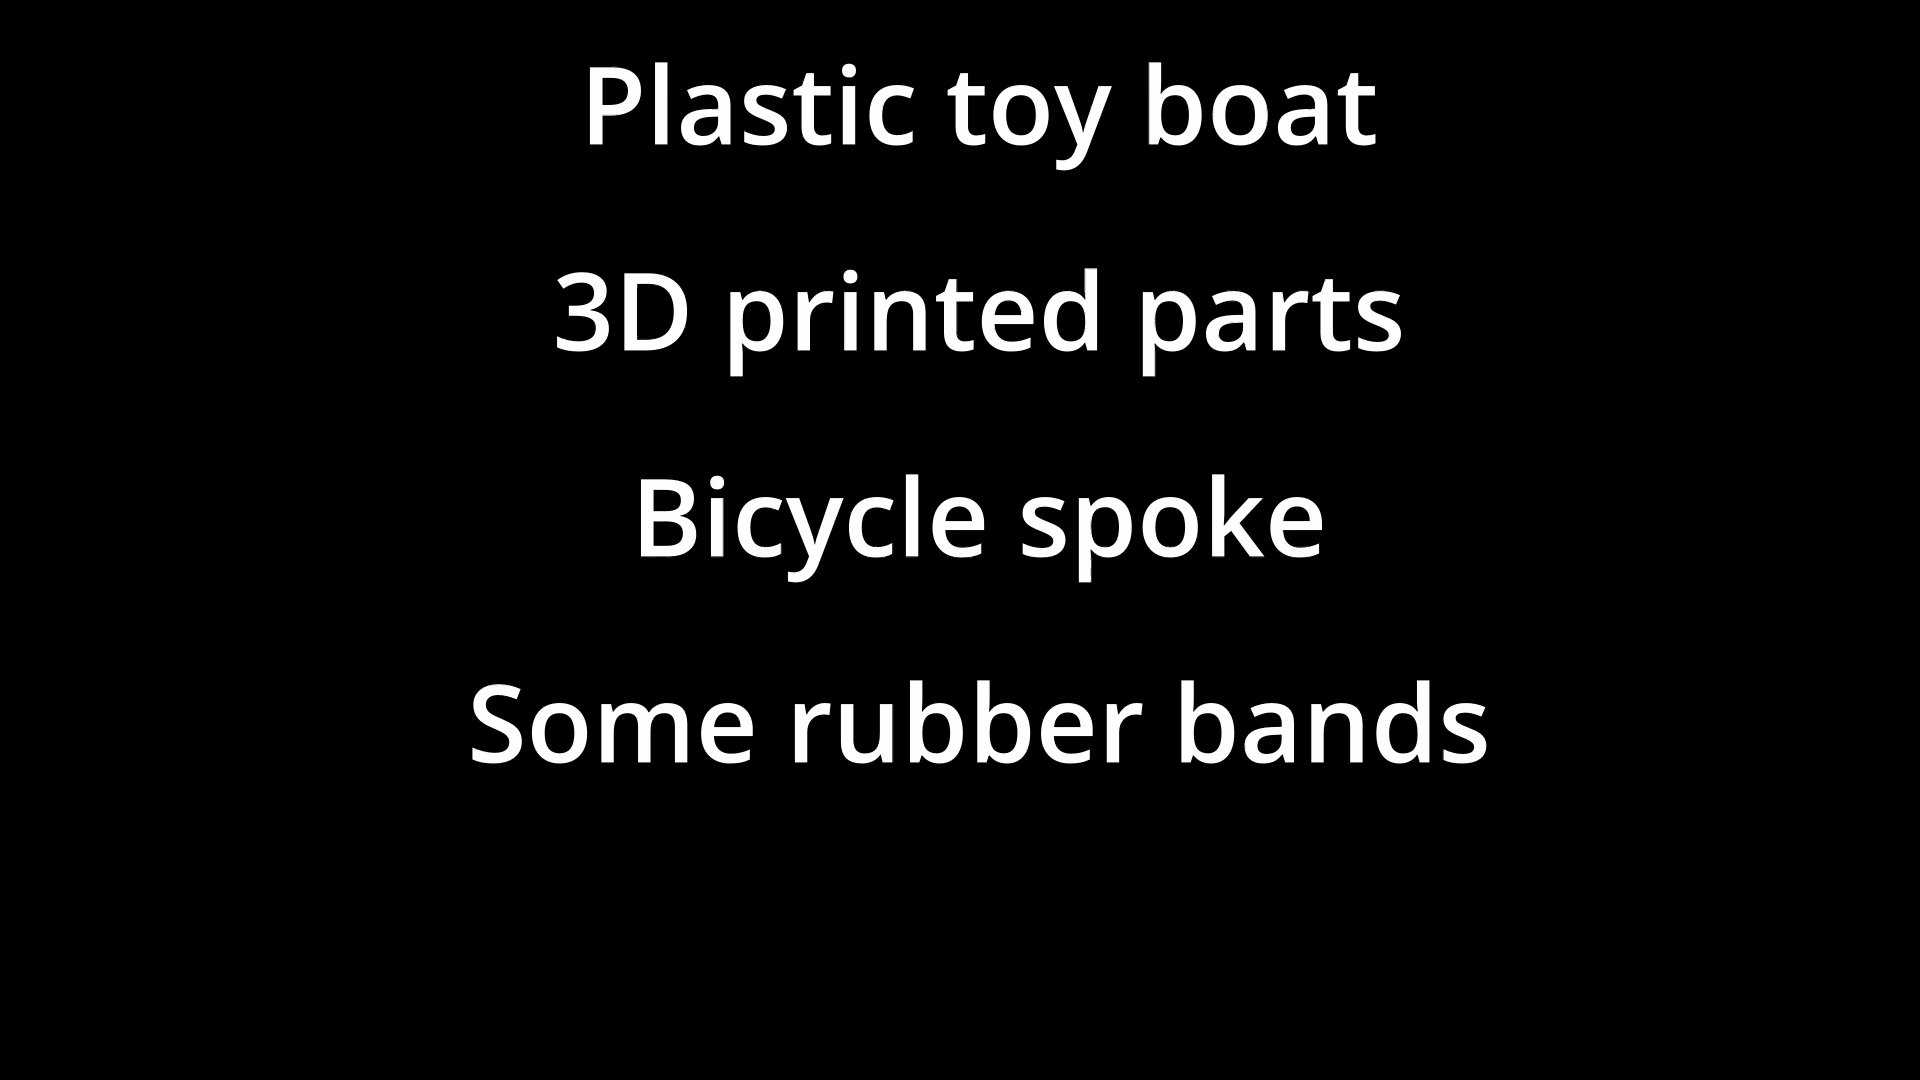 Plastic toy boat
3D printed parts
Bicycle spoke
Some rubber bands